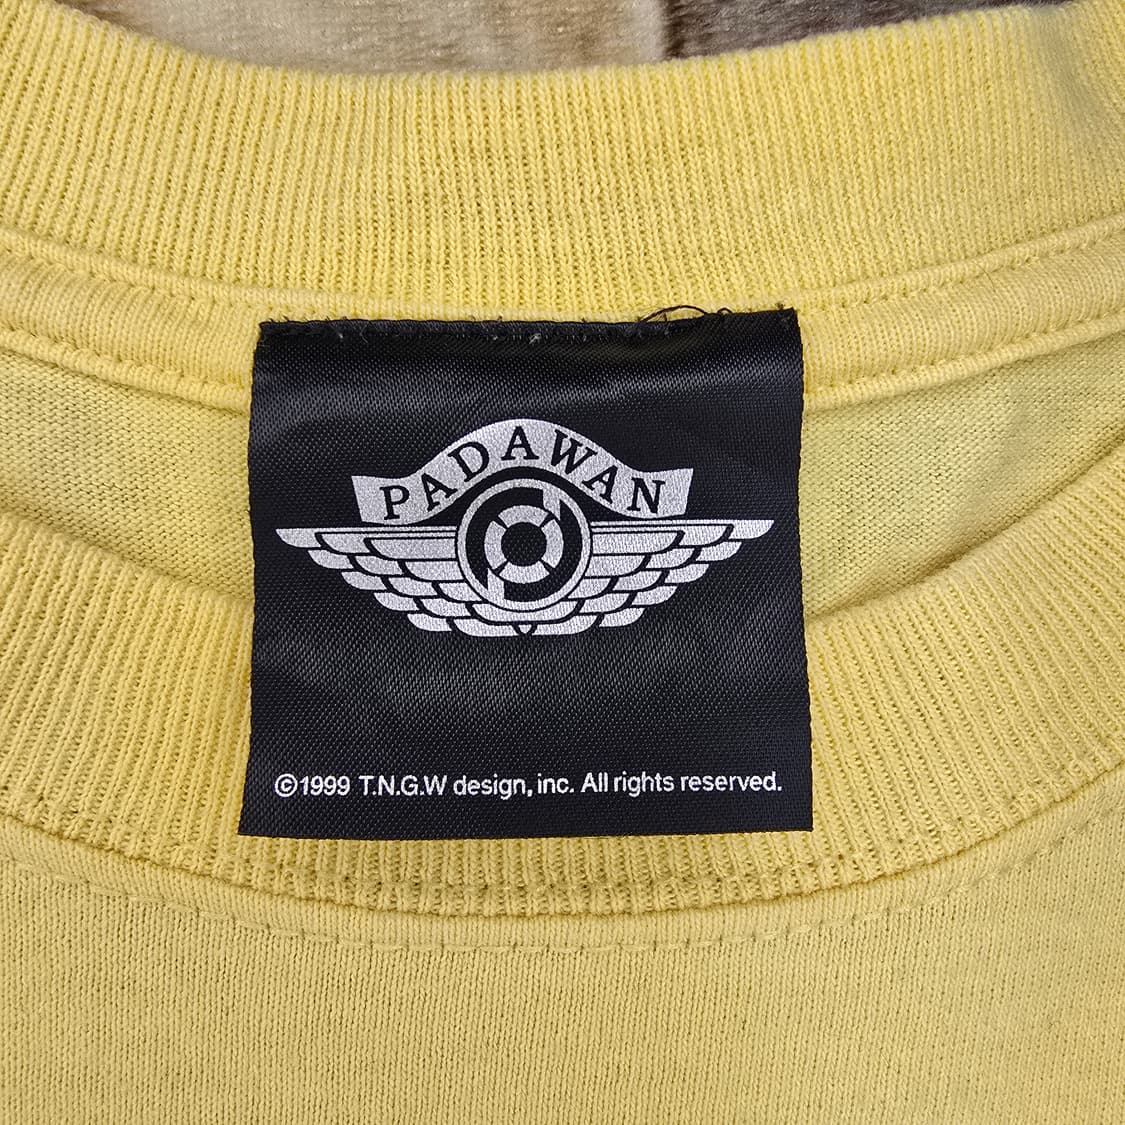 PADAWAN
©1999 T.N.G.W design, inc. All rights reserved.